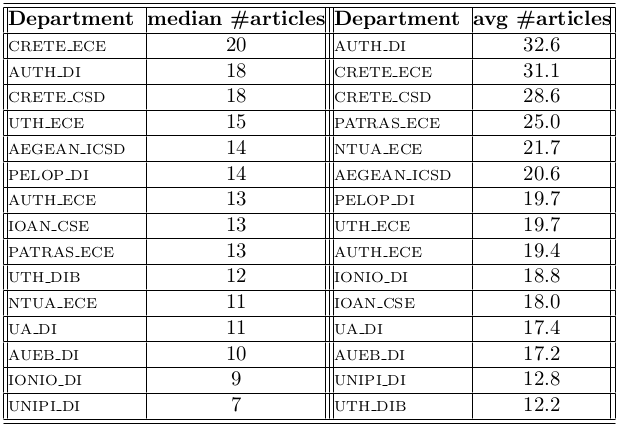 Department median #articles Department avg #articles
CRETE_ECE 20 AUTH_DI 32.6
AUTH_DI 18 CRETE_ECE 31.1
CRETE_CSD 18 CRETE_CSD 28.6
UTH_ECE 15 PATRAS_ECE 25.0
AEGEAN_ICSD 14 NTUA_ECE 21.7
PELOP_DI 14 AEGEAN_ICSD 20.6
AUTH_ECE 13 PELOP_DI 19.7
IOAN_CSE 13 UTH_ECE 19.7
PATRAS_ECE 13 AUTH_ECE 19.4
UTH_DIB 12 IONIO_DI 18.8
NTUA_ECE 11 IOAN_CSE 18.0
UA_DI 11 UA_DI 17.4
AUEB_DI 10 AUEB_DI 17.2
IONIO_DI 9 UNIPI_DI 12.8
UNIPI_DI 7 UTH_DIB 12.2